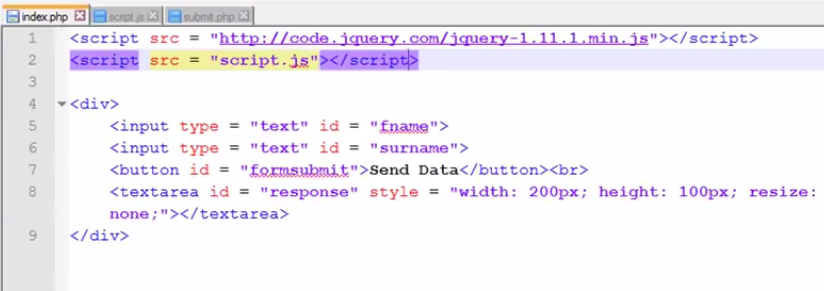 index.php script.js submit.php
1 <script src = "http://code.jquery.com/jquery-1.11.1.min.js"></script>
2 <script src = "script.js"></script>
3
4 <div>
5 <input type = "text" id = "fname">
6 <input type = "text" id = "surname">
7 <button id = "formsubmit">Send Data</button><br>
8 <textarea id = "response" style = "width: 200px; height: 100px; resize:
none;"></textarea>
9 </div>